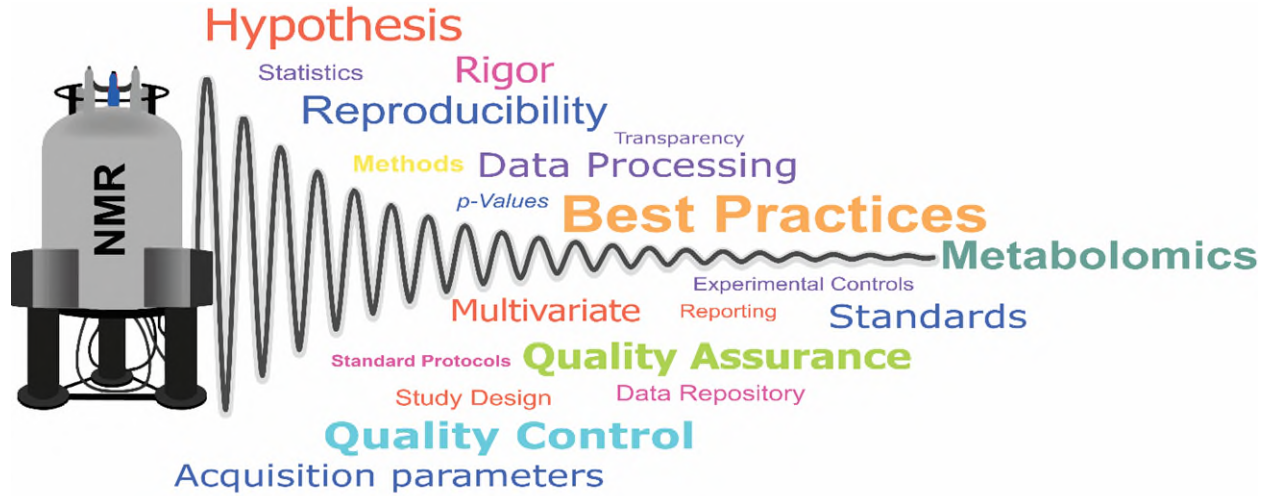 Hypothesis
Statistics
Rigor
Reproducibility
Transparency
Methods
Data Processing
p-Values
Best Practices
NMR
Metabolomics
Experimental Controls
Multivariate
Reporting
Standards
Standard Protocols
Quality Assurance
Study Design
Data Repository
Quality Control
Acquisition parameters